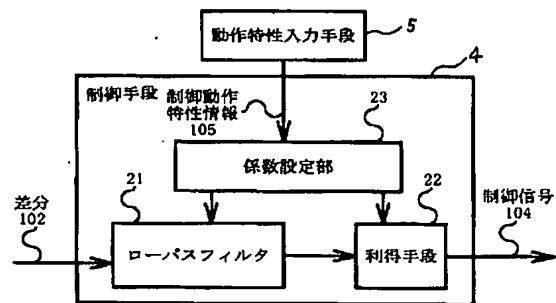 動作特性入力手段
5
4
制御手段
制御動作
特性情報
105
23
係数設定部
差分
102
21
ローパスフィルタ
22
利得手段
制御信号
104